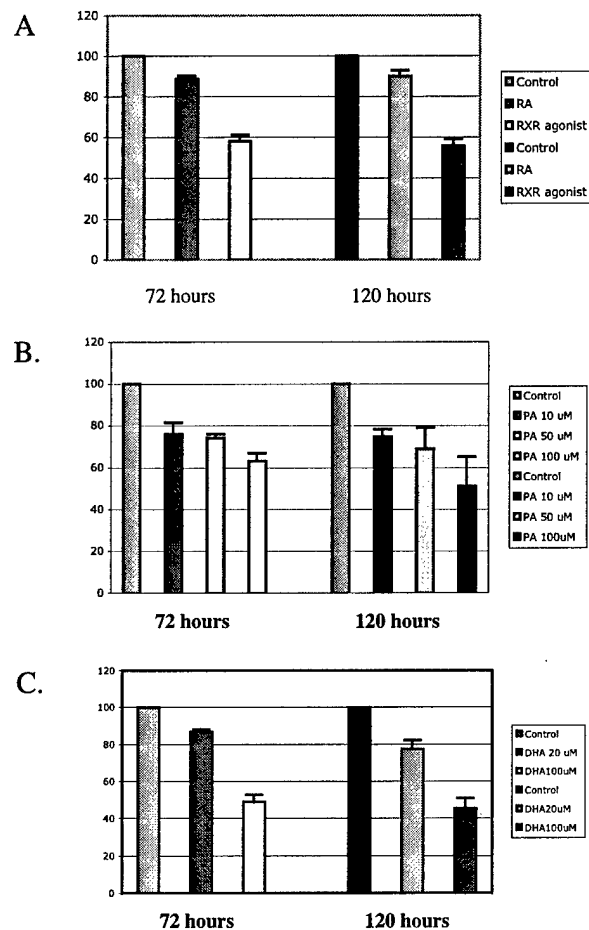 A
120
100
80
60
40
20
0
72 hours
120 hours
Control
RA
RXR agonist
Control
RA
RXR agonist
B.
120
100
80
60
40
20
0
72 hours
120 hours
Control
PA 10 uM
PA 50 uM
PA 100 uM
Control
PA 10 uM
PA 50 uM
PA 100uM
C.
120
100
80
60
40
20
0
72 hours
120 hours
Control
DHA 20 uM
DHA100uM
Control
DHA20uM
DHA100uM